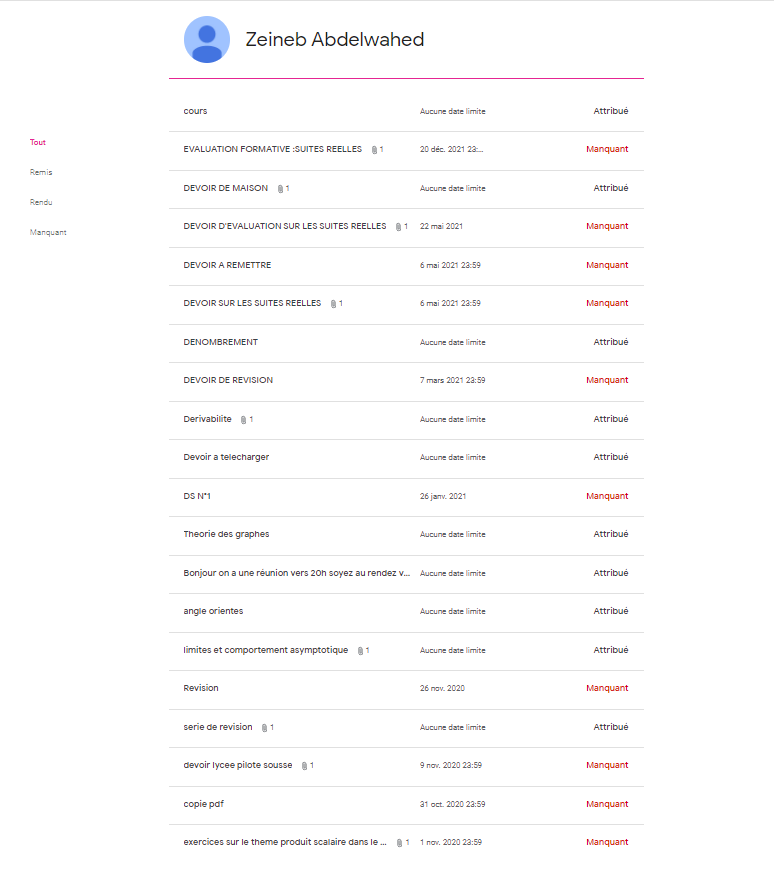 Zeineb Abdelwahed
Tout
Remis
Rendu
Manquant
cours Aucune date limite Attribué
EVALUATION FORMATIVE :SUITES REELLES 1 20 déc. 2021 23:... Manquant
DEVOIR DE MAISON 1 Aucune date limite Attribué
DEVOIR D'EVALUATION SUR LES SUITES REELLES 1 22 mai 2021 Manquant
DEVOIR A REMETTRE 6 mai 2021 23:59 Manquant
DEVOIR SUR LES SUITES REELLES 1 6 mai 2021 23:59 Manquant
DENOMBREMENT Aucune date limite Attribué
DEVOIR DE REVISION 7 mars 2021 23:59 Manquant
Derivabilite 1 Aucune date limite Attribué
Devoir a telecharger Aucune date limite Attribué
DS N°1 26 janv. 2021 Manquant
Theorie des graphes Aucune date limite Attribué
Bonjour on a une réunion vers 20h soyez au rendez v... Aucune date limite Attribué
angle orientes Aucune date limite Attribué
limites et comportement asymptotique 1 Aucune date limite Attribué
Revision 26 nov. 2020 Manquant
serie de revision 1 Aucune date limite Attribué
devoir lycee pilote sousse 1 9 nov. 2020 23:59 Manquant
copie pdf 31 oct. 2020 23:59 Manquant
exercices sur le theme produit scalaire dans le ... 1 1 nov. 2020 23:59 Manquant